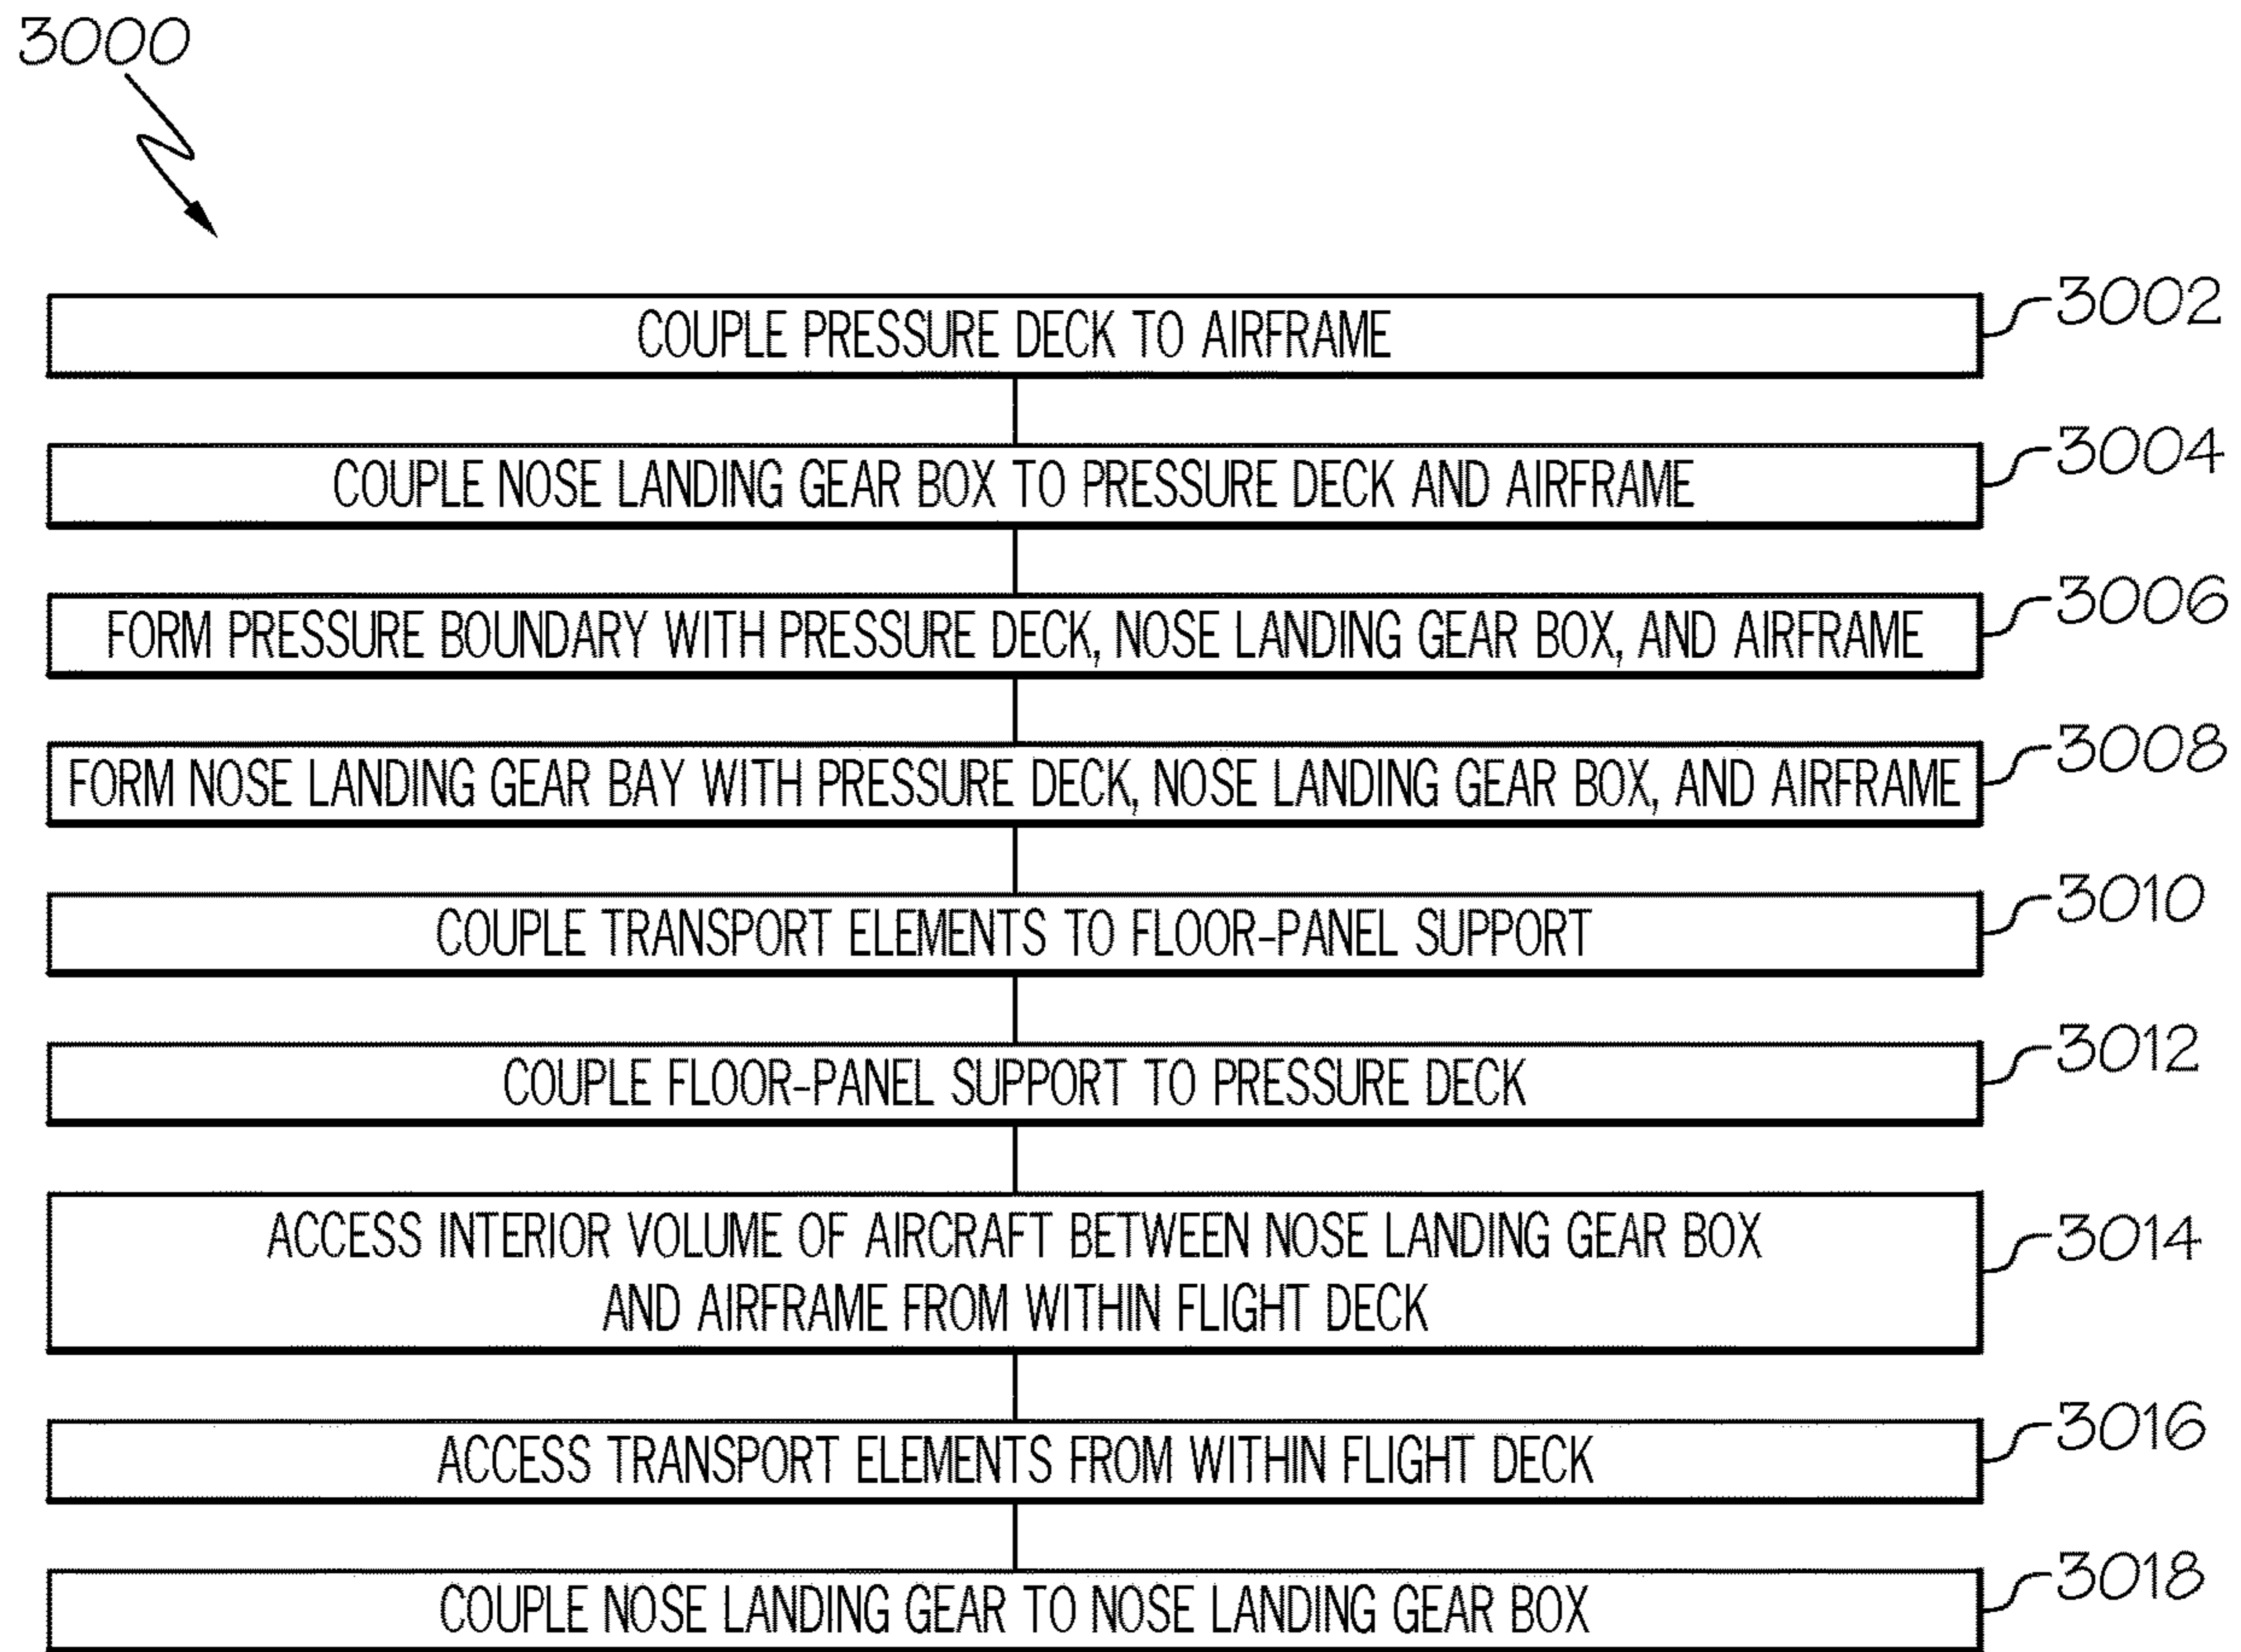 3000
COUPLE PRESSURE DECK TO AIRFRAME
3002
COUPLE NOSE LANDING GEAR BOX TO PRESSURE DECK AND AIRFRAME
3004
FORM PRESSURE BOUNDARY WITH PRESSURE DECK, NOSE LANDING GEAR BOX, AND AIRFRAME
3006
FORM NOSE LANDING GEAR BAY WITH PRESSURE DECK, NOSE LANDING GEAR BOX, AND AIRFRAME
3008
COUPLE TRANSPORT ELEMENTS TO FLOOR-PANEL SUPPORT
3010
COUPLE FLOOR-PANEL SUPPORT TO PRESSURE DECK
3012
ACCESS INTERIOR VOLUME OF AIRCRAFT BETWEEN NOSE LANDING GEAR BOX
AND AIRFRAME FROM WITHIN FLIGHT DECK
3014
ACCESS TRANSPORT ELEMENTS FROM WITHIN FLIGHT DECK
3016
COUPLE NOSE LANDING GEAR TO NOSE LANDING GEAR BOX
3018